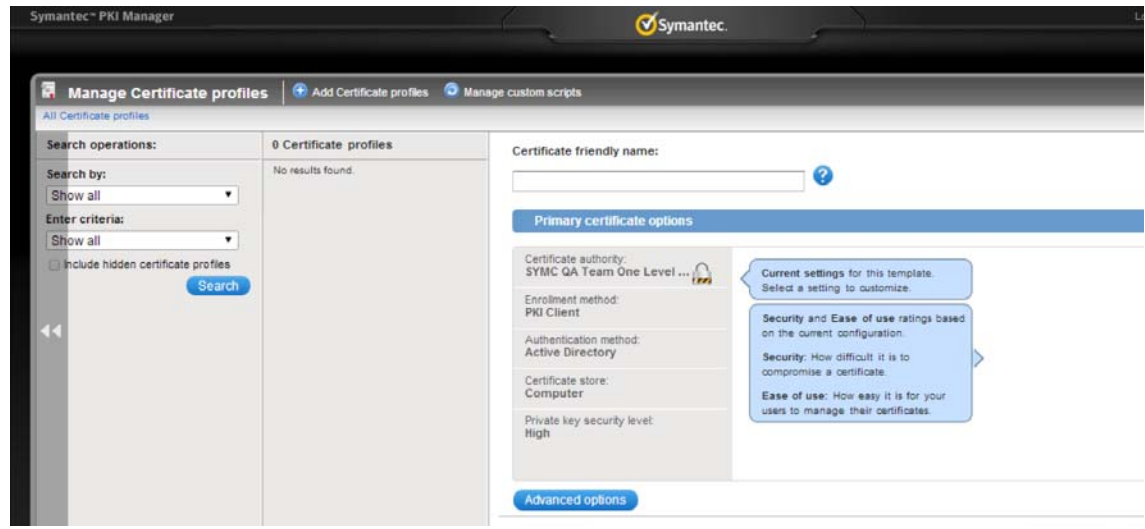 Symantec™ PKI Manager
Symantec.
Manage Certificate profiles
Add Certificate profiles
Manage custom scripts
All Certificate profiles
Search operations:
Search by:
Show all
Enter criteria:
Show all
Include hidden certificate profiles
Search
0 Certificate profiles
No results found.
Certificate friendly name:
?
Primary certificate options
Certificate authority:
SYMC QA Team One Level ...
Enrollment method:
PKI Client
Authentication method:
Active Directory
Certificate store:
Computer
Private key security level:
High
Current settings for this template.
Select a setting to customize.
Security and Ease of use ratings based
on the current configuration.
Security: How difficult it is to
compromise a certificate.
Ease of use: How easy it is for your
users to manage their certificates.
Advanced options